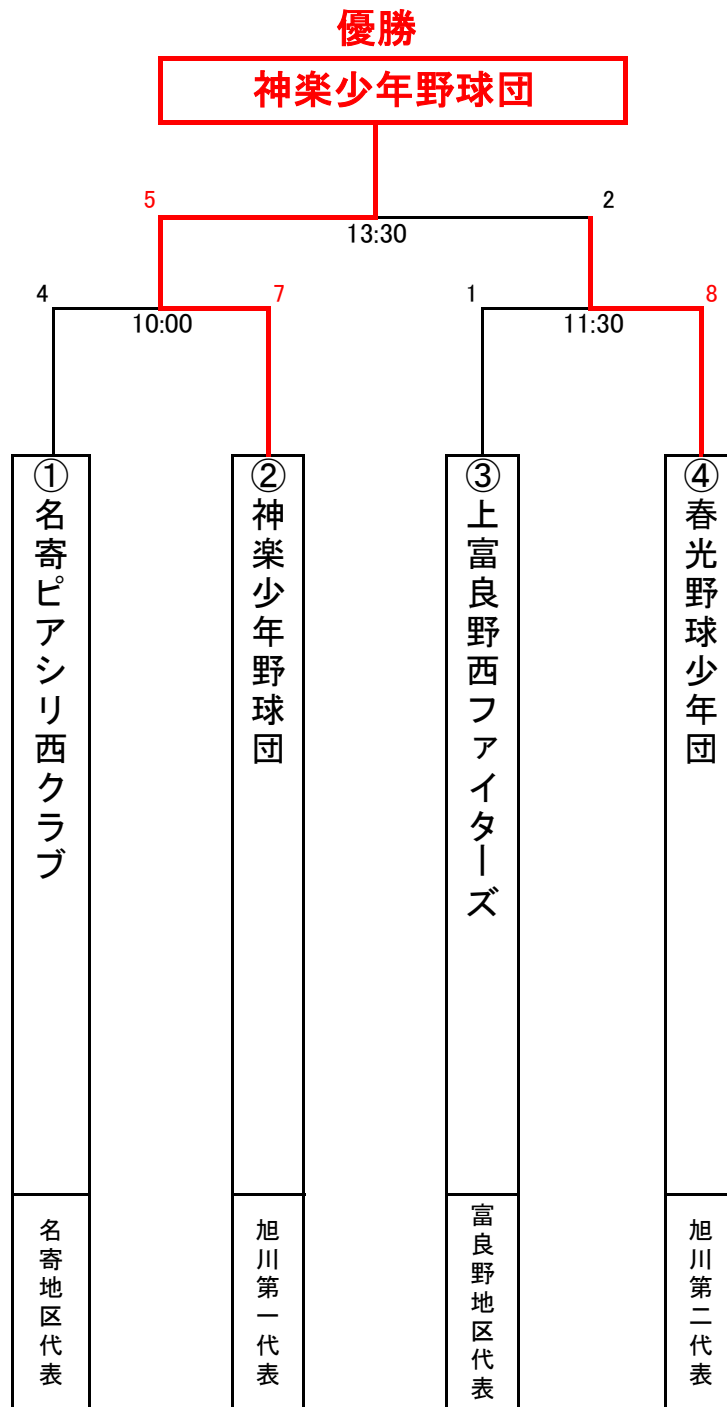 優勝
神楽少年野球団
5
2
13:30
4
7
1
8
10:00
11:30
①名寄ピアシリ西クラブ
②神楽少年野球団
③上富良野西ファイターズ
④春光野球少年団
名寄地区代表
旭川第一代表
富良野地区代表
旭川第二代表